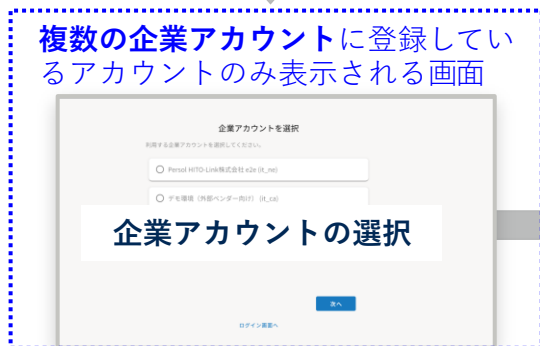 複数の企業アカウントに登録してい
るアカウントのみ表示される画面
企業アカウントを選択
利用する企業アカウントを選択してください。
Persol HITO-Link株式会社 e2e (it_ne)
デモ環境（外部ベンダー向け） (it_ca)
企業アカウントの選択
次へ
ログイン画面へ